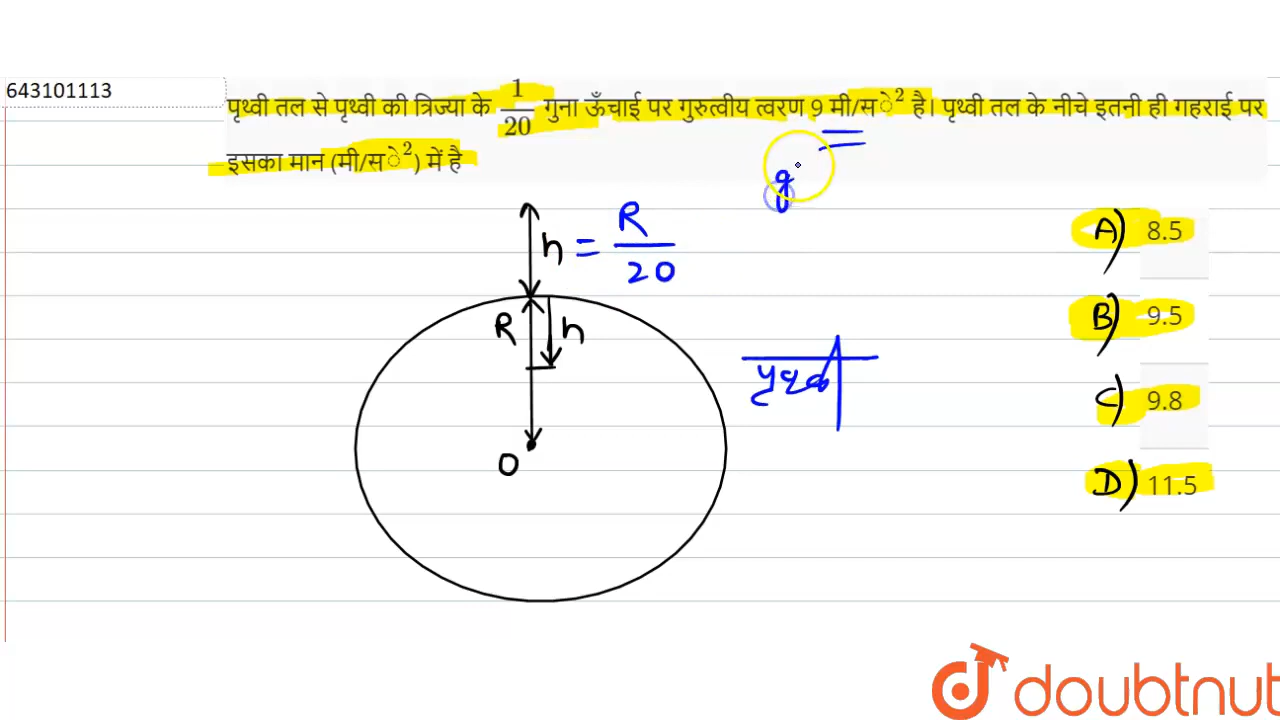 643101113
पृथ्वी तल से पृथ्वी की त्रिज्या के 1/20 गुना ऊँचाई पर गुरुत्वीय त्वरण 9 मी/से² है। पृथ्वी तल के नीचे इतनी ही गहराई पर
इसका मान (मी/से²) में है
g
h = R/20
A) 8.5
R
h
B) 9.5
C) 9.8
O
D) 11.5
doubtnut